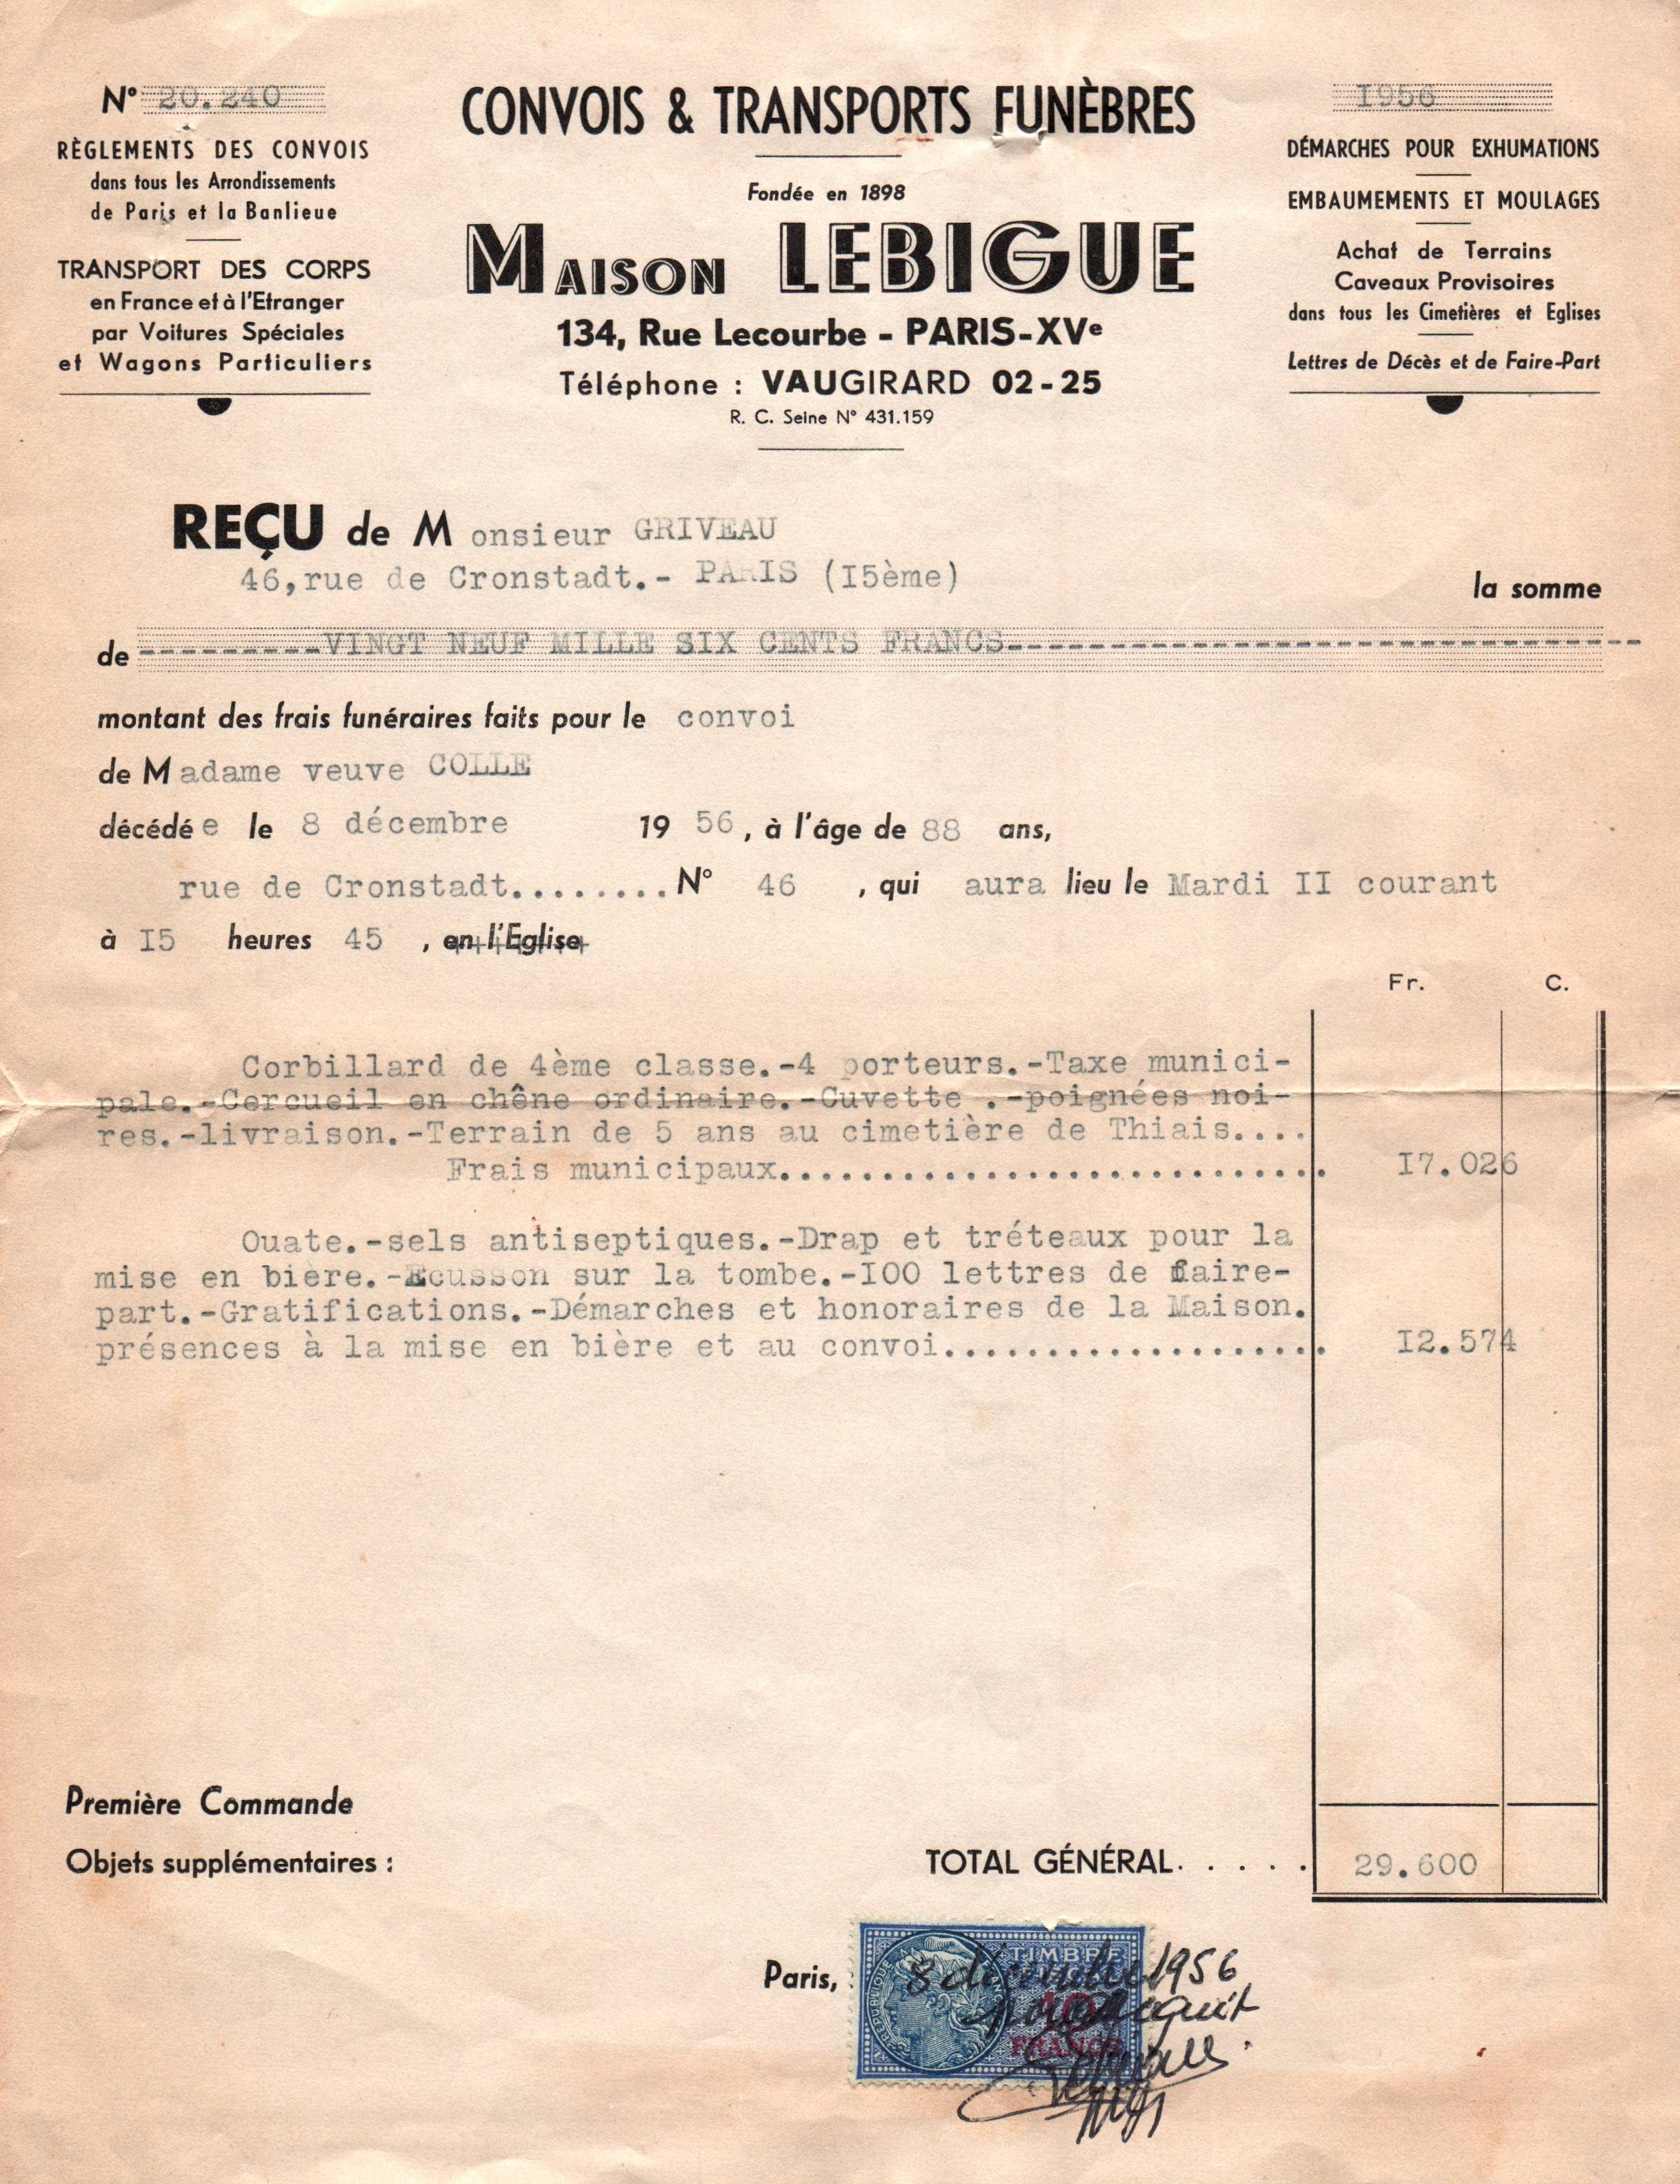 N° 20.240
RÈGLEMENTS DES CONVOIS
dans tous les Arrondissements
de Paris et la Banlieue
TRANSPORT DES CORPS
en France et à l'Etranger
par Voitures Spéciales
et Wagons Particuliers
CONVOIS & TRANSPORTS FUNÈBRES
Fondée en 1898
MAISON LEBIGUE
134, Rue Lecourbe - PARIS-XVe
Téléphone : VAUGIRARD 02-25
R. C. Seine N° 431.159
I956
DÉMARCHES POUR EXHUMATIONS
EMBAUMEMENTS ET MOULAGES
Achat de Terrains
Caveaux Provisoires
dans tous les Cimetières et Eglises
Lettres de Décès et de Faire-Part
REÇU de Monsieur GRIVEAU
46,rue de Cronstadt.- PARIS (I5ème)
la somme
de ---------VINGT NEUF MILLE SIX CENTS FRANCS-----------------------------
montant des frais funéraires faits pour le convoi
de Madame veuve COLLE
décédée le 8 décembre 1956, à l'âge de 88 ans,
rue de Cronstadt........N° 46 , qui aura lieu le Mardi II courant
à I5 heures 45 , en l'Eglise
Fr. C.
Corbillard de 4ème classe.-4 porteurs.-Taxe munici-
pale.-Cercueil en chêne ordinaire.-Cuvette .-poignées noi-
res.-livraison.-Terrain de 5 ans au cimetière de Thiais....
Frais municipaux........................... I7.026
Ouate.-sels antiseptiques.-Drap et tréteaux pour la
mise en bière.-Ecusson sur la tombe.-I00 lettres de faire-
part.-Gratifications.-Démarches et honoraires de la Maison.
présences à la mise en bière et au convoi................... I2.574
Première Commande
Objets supplémentaires :
TOTAL GÉNÉRAL. . . . . . 29.600
Paris, 8 décembre 1956
TIMBRE
pour acquit
FRANCS